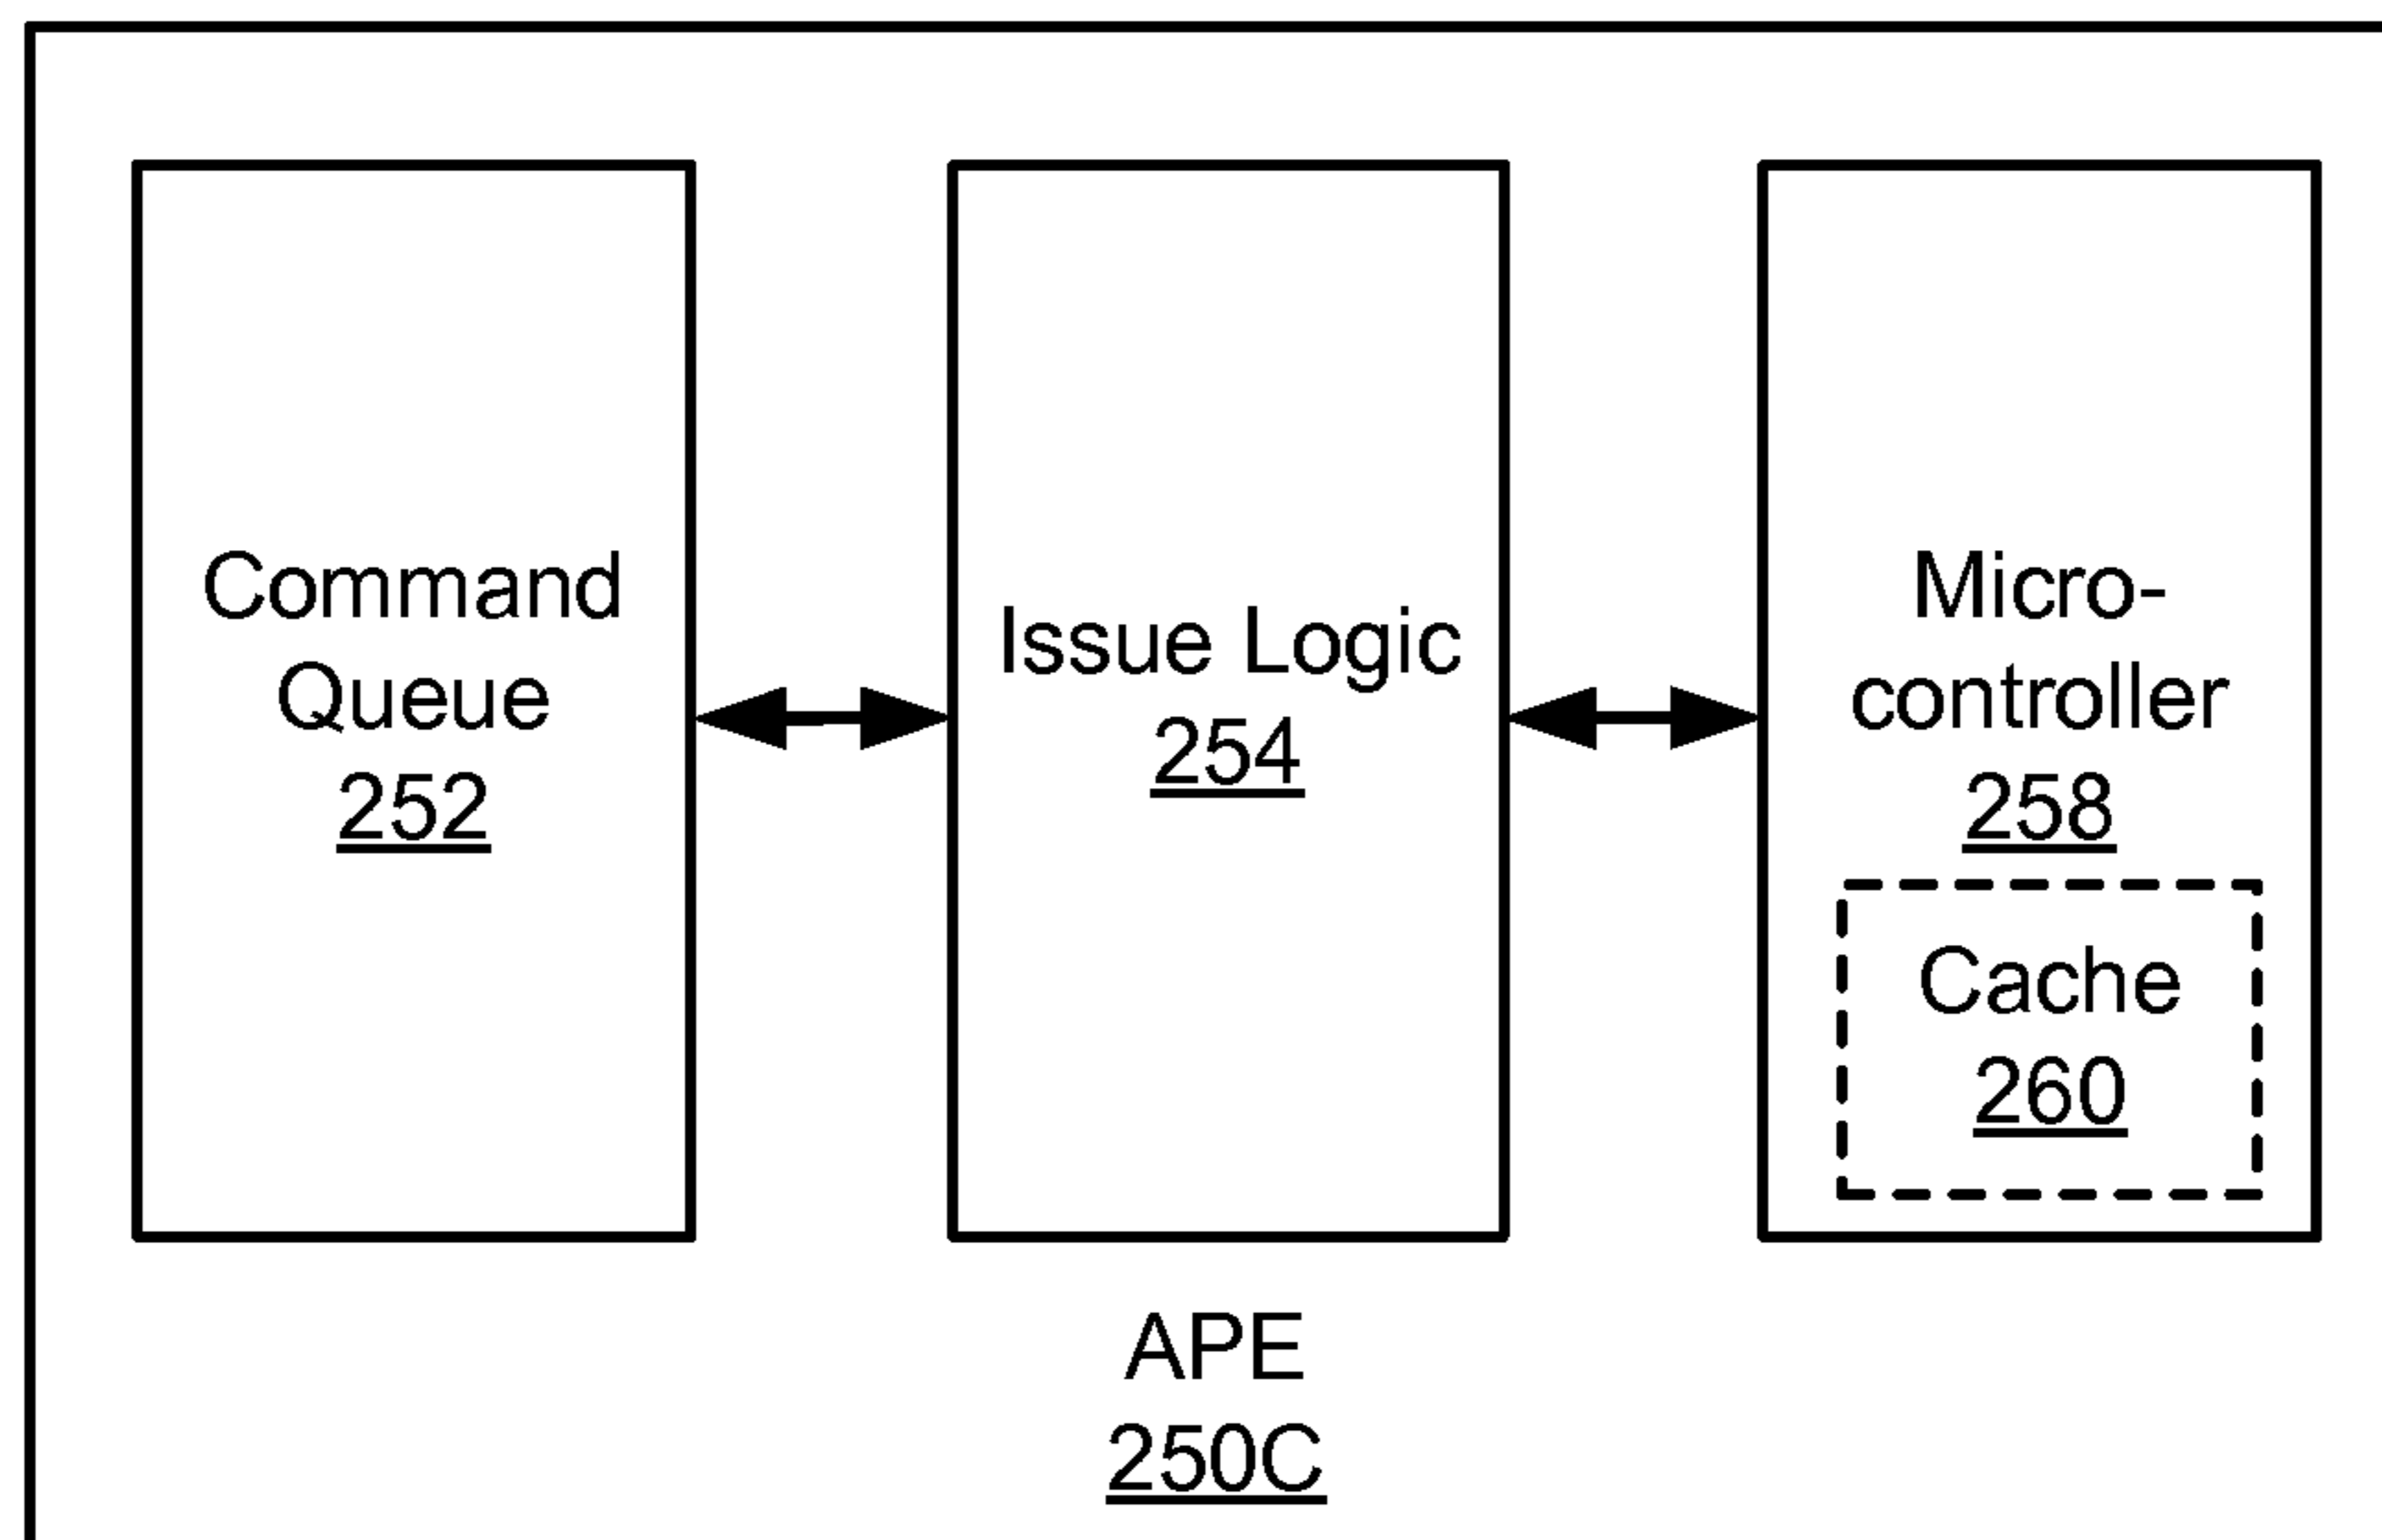 Command
Queue
252
Issue Logic
254
Micro-
controller
258
Cache
260
APE
250C